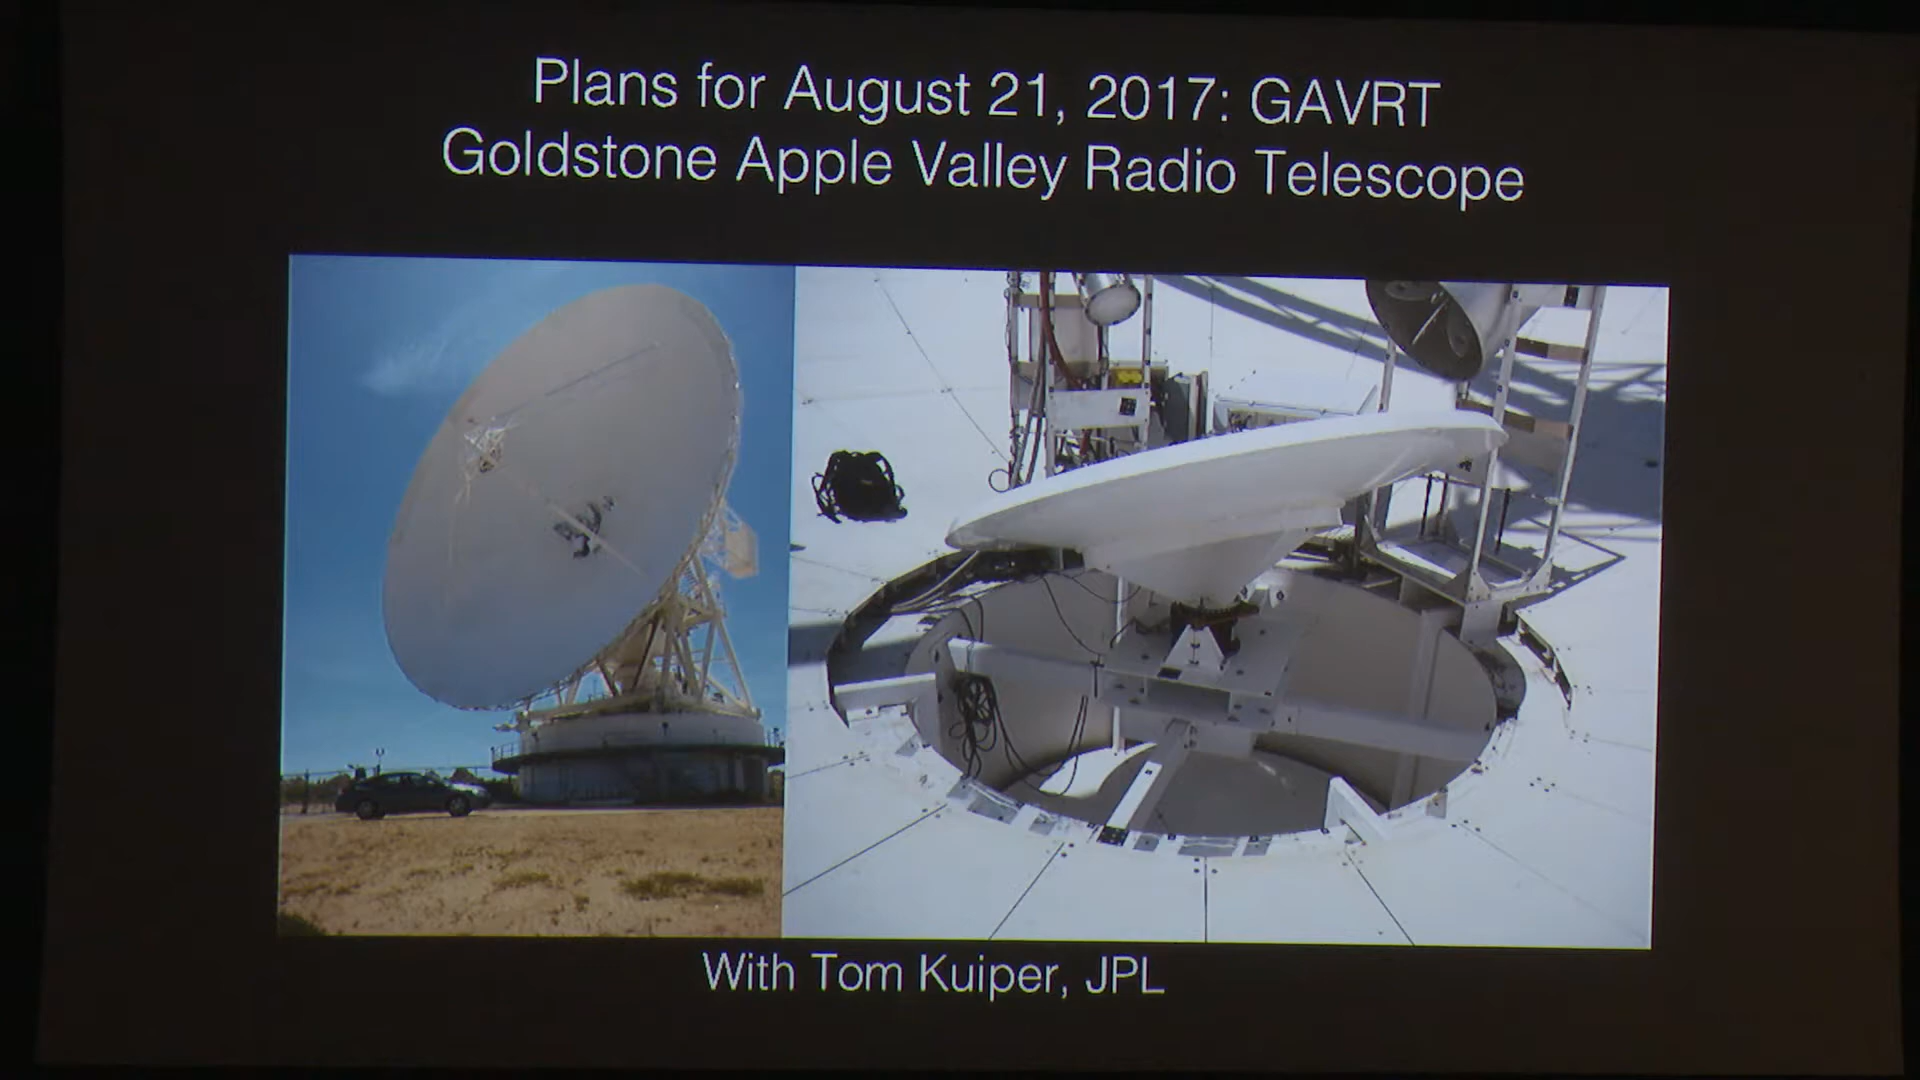 Plans for August 21, 2017: GAVRT
Goldstone Apple Valley Radio Telescope
With Tom Kuiper, JPL